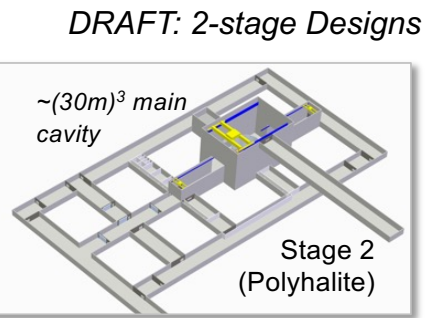 DRAFT: 2-stage Designs
~(30m)³ main
cavity
Stage 2
(Polyhalite)